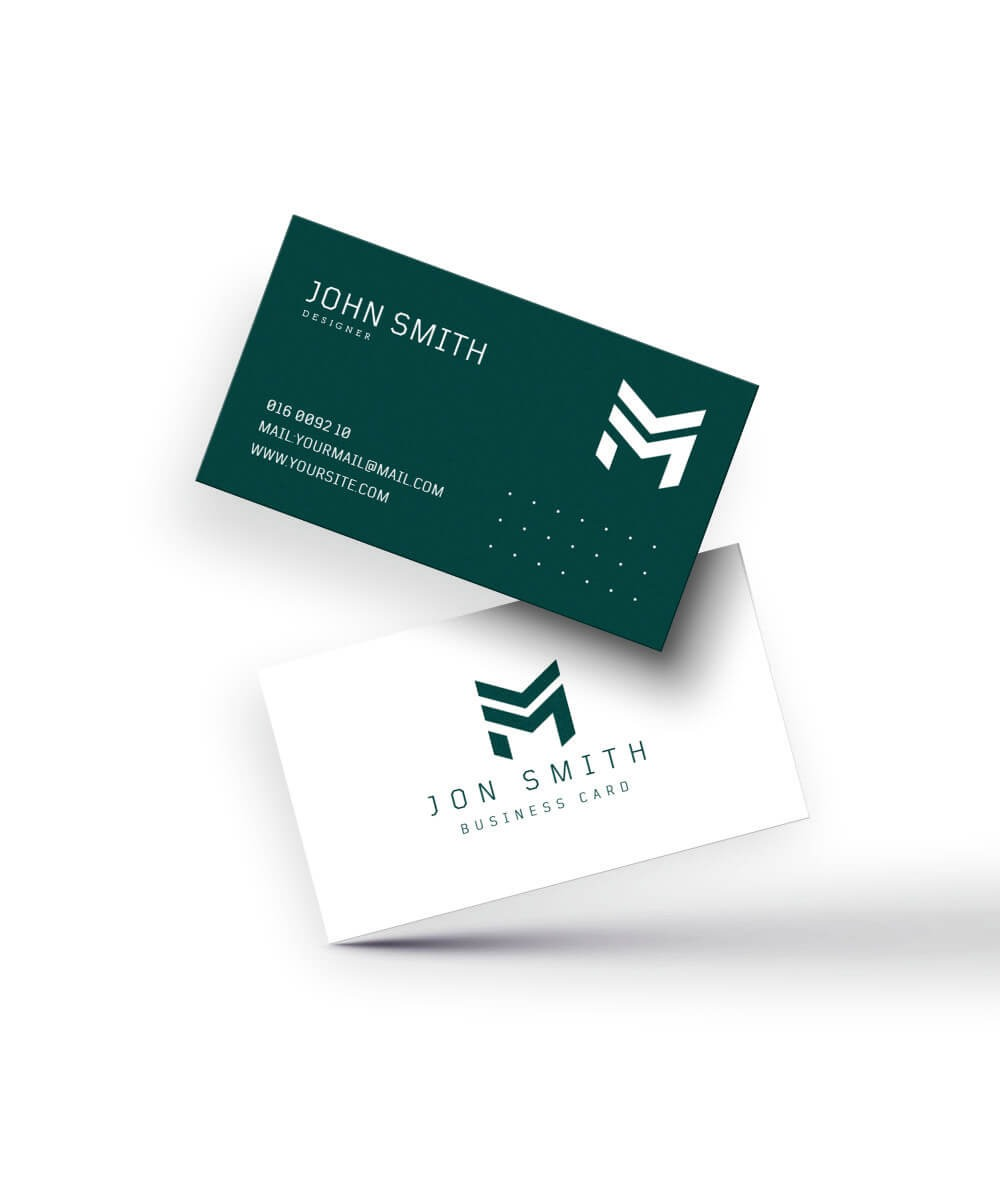 JOHN SMITH
DESIGNER
016 0092 10
MAIL:YOURMAIL@MAIL.COM
WWW.YOURSITE.COM
JON SMITH
BUSINESS CARD